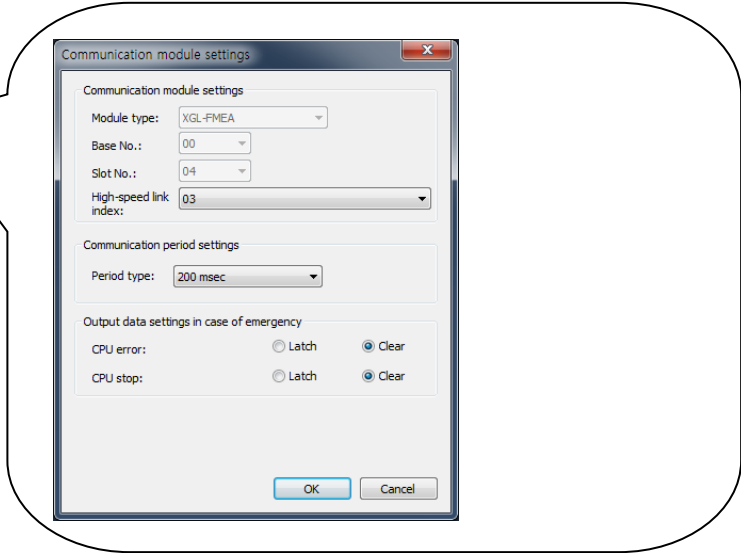 Communication module settings
x
Communication module settings
Module type: XGL-FMEA
Base No.: 00
Slot No.: 04
High-speed link index: 03
Communication period settings
Period type: 200 msec
Output data settings in case of emergency
CPU error: Latch Clear
CPU stop: Latch Clear
OK Cancel